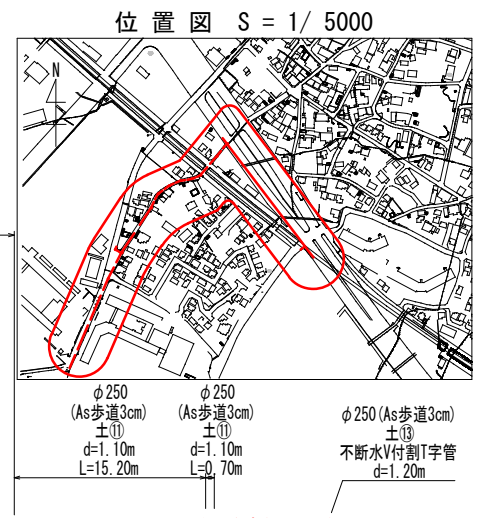 位 置 図 S = 1/ 5000
N
φ250
(As歩道3cm)
土⑪
d=1.10m
L=15.20m
φ250
(As歩道3cm)
土⑪
d=1.10m
L=0.70m
φ250(As歩道3cm)
土⑬
不断水V付割T字管
d=1.20m